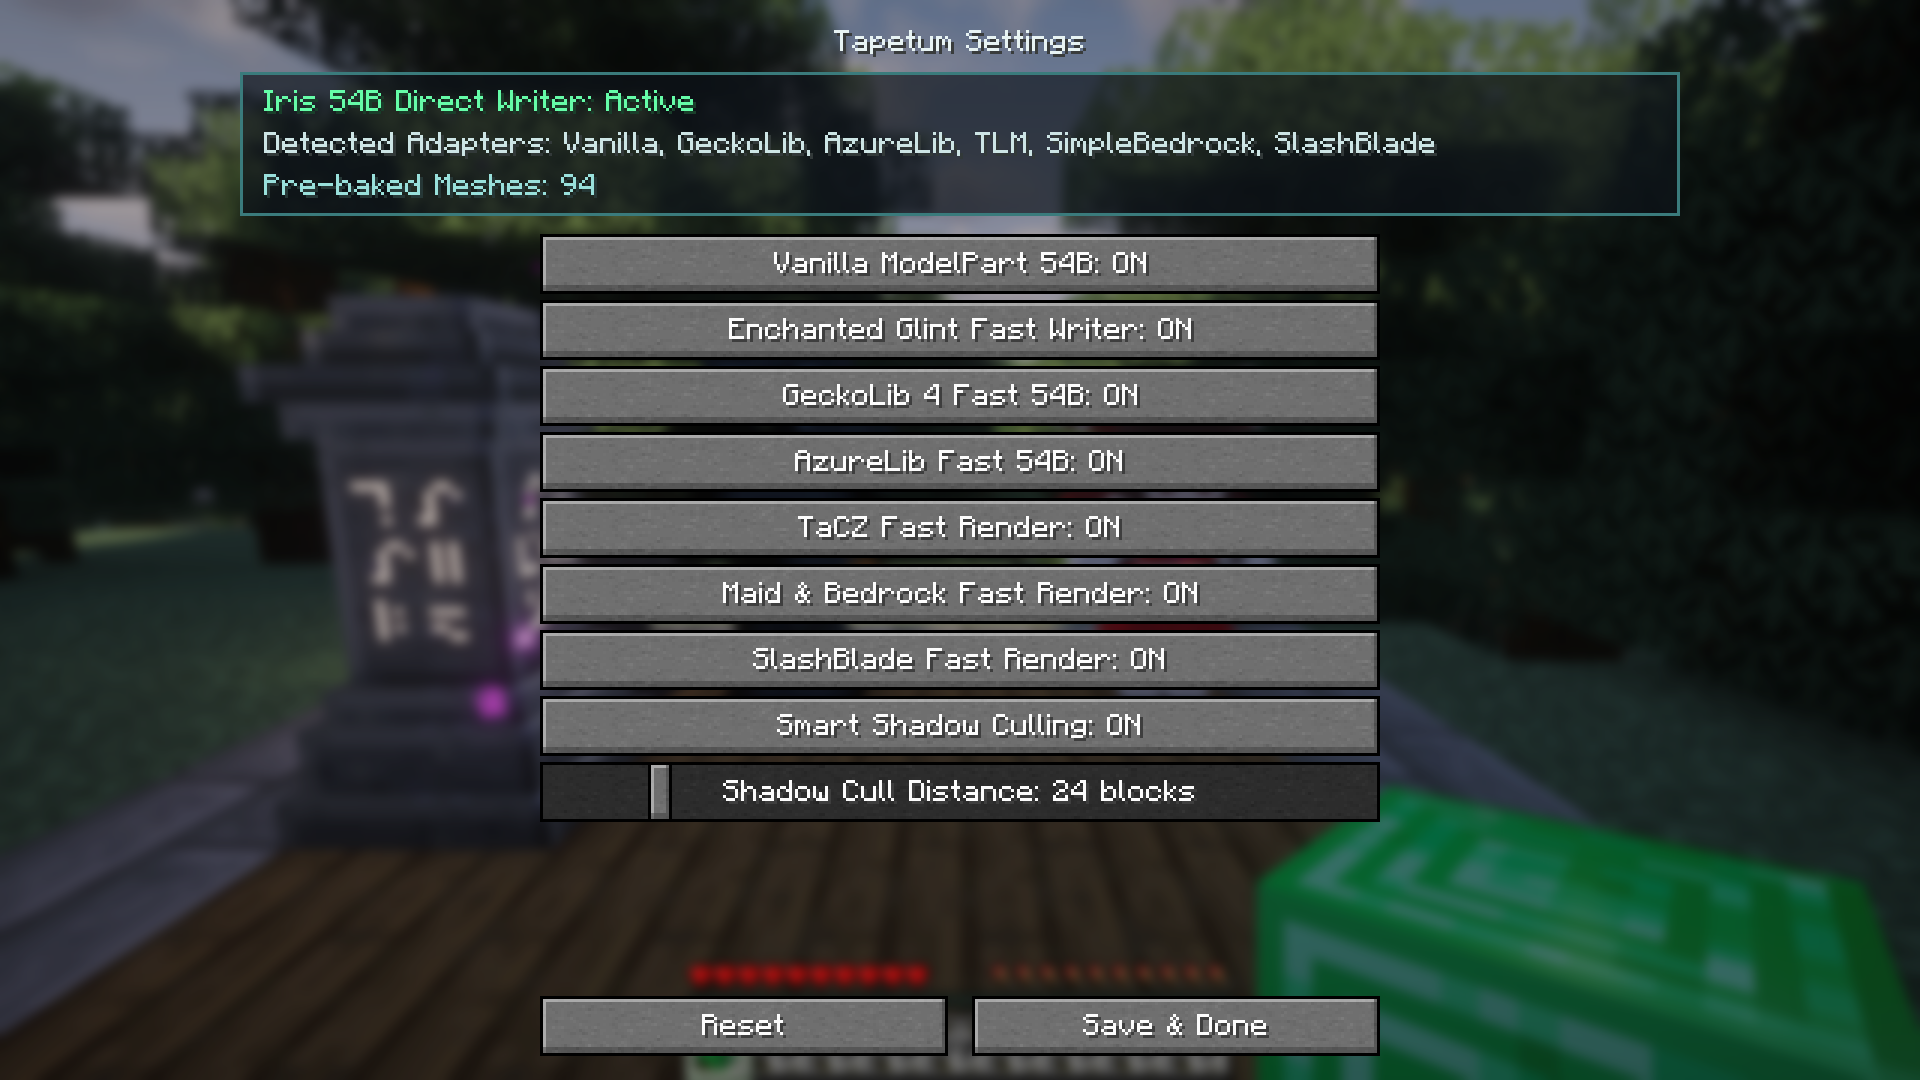 Tapetum Settings
Iris 54B Direct Writer: Active
Detected Adapters: Vanilla, GeckoLib, AzureLib, TLM, SimpleBedrock, SlashBlade
Pre-baked Meshes: 94
Vanilla ModelPart 54B: ON
Enchanted Glint Fast Writer: ON
GeckoLib 4 Fast 54B: ON
AzureLib Fast 54B: ON
TaCZ Fast Render: ON
Maid & Bedrock Fast Render: ON
SlashBlade Fast Render: ON
Smart Shadow Culling: ON
Shadow Cull Distance: 24 blocks
Reset
Save & Done